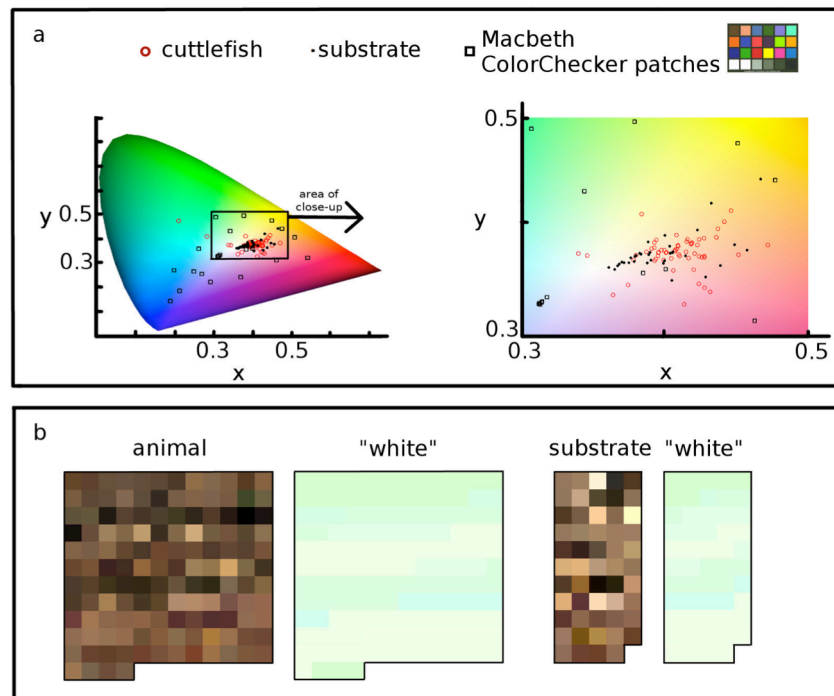 a
cuttlefish
substrate
Macbeth
ColorChecker patches
y
0.5
0.3
area of
close-up
0.3
0.5
x
0.5
y
0.3
0.3
x
0.5
b
animal
"white"
substrate
"white"